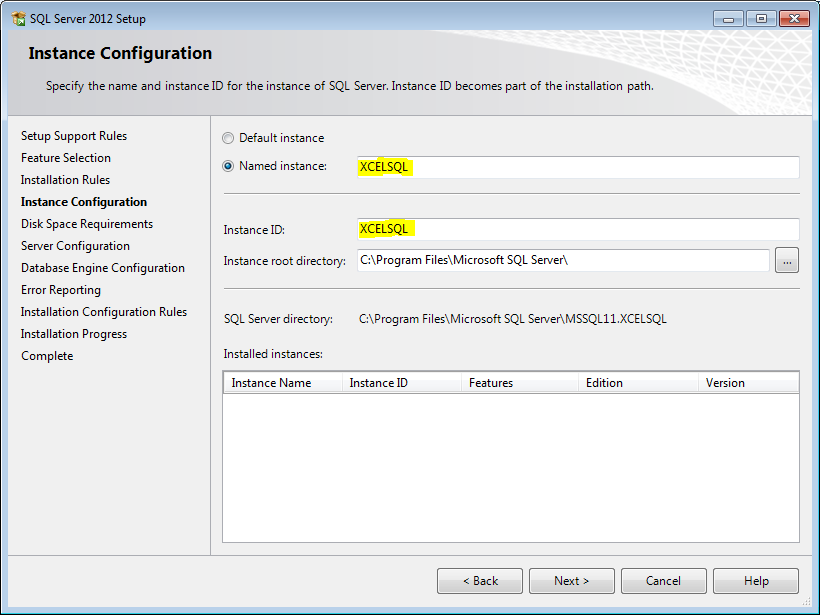 SQL Server 2012 Setup
Instance Configuration
Specify the name and instance ID for the instance of SQL Server. Instance ID becomes part of the installation path.
Setup Support Rules
Feature Selection
Installation Rules
Instance Configuration
Disk Space Requirements
Server Configuration
Database Engine Configuration
Error Reporting
Installation Configuration Rules
Installation Progress
Complete
Default instance
Named instance: XCELSQL
Instance ID: XCELSQL
Instance root directory: C:\Program Files\Microsoft SQL Server\ ...
SQL Server directory: C:\Program Files\Microsoft SQL Server\MSSQL11.XCELSQL
Installed instances:
Instance Name Instance ID Features Edition Version
< Back Next > Cancel Help